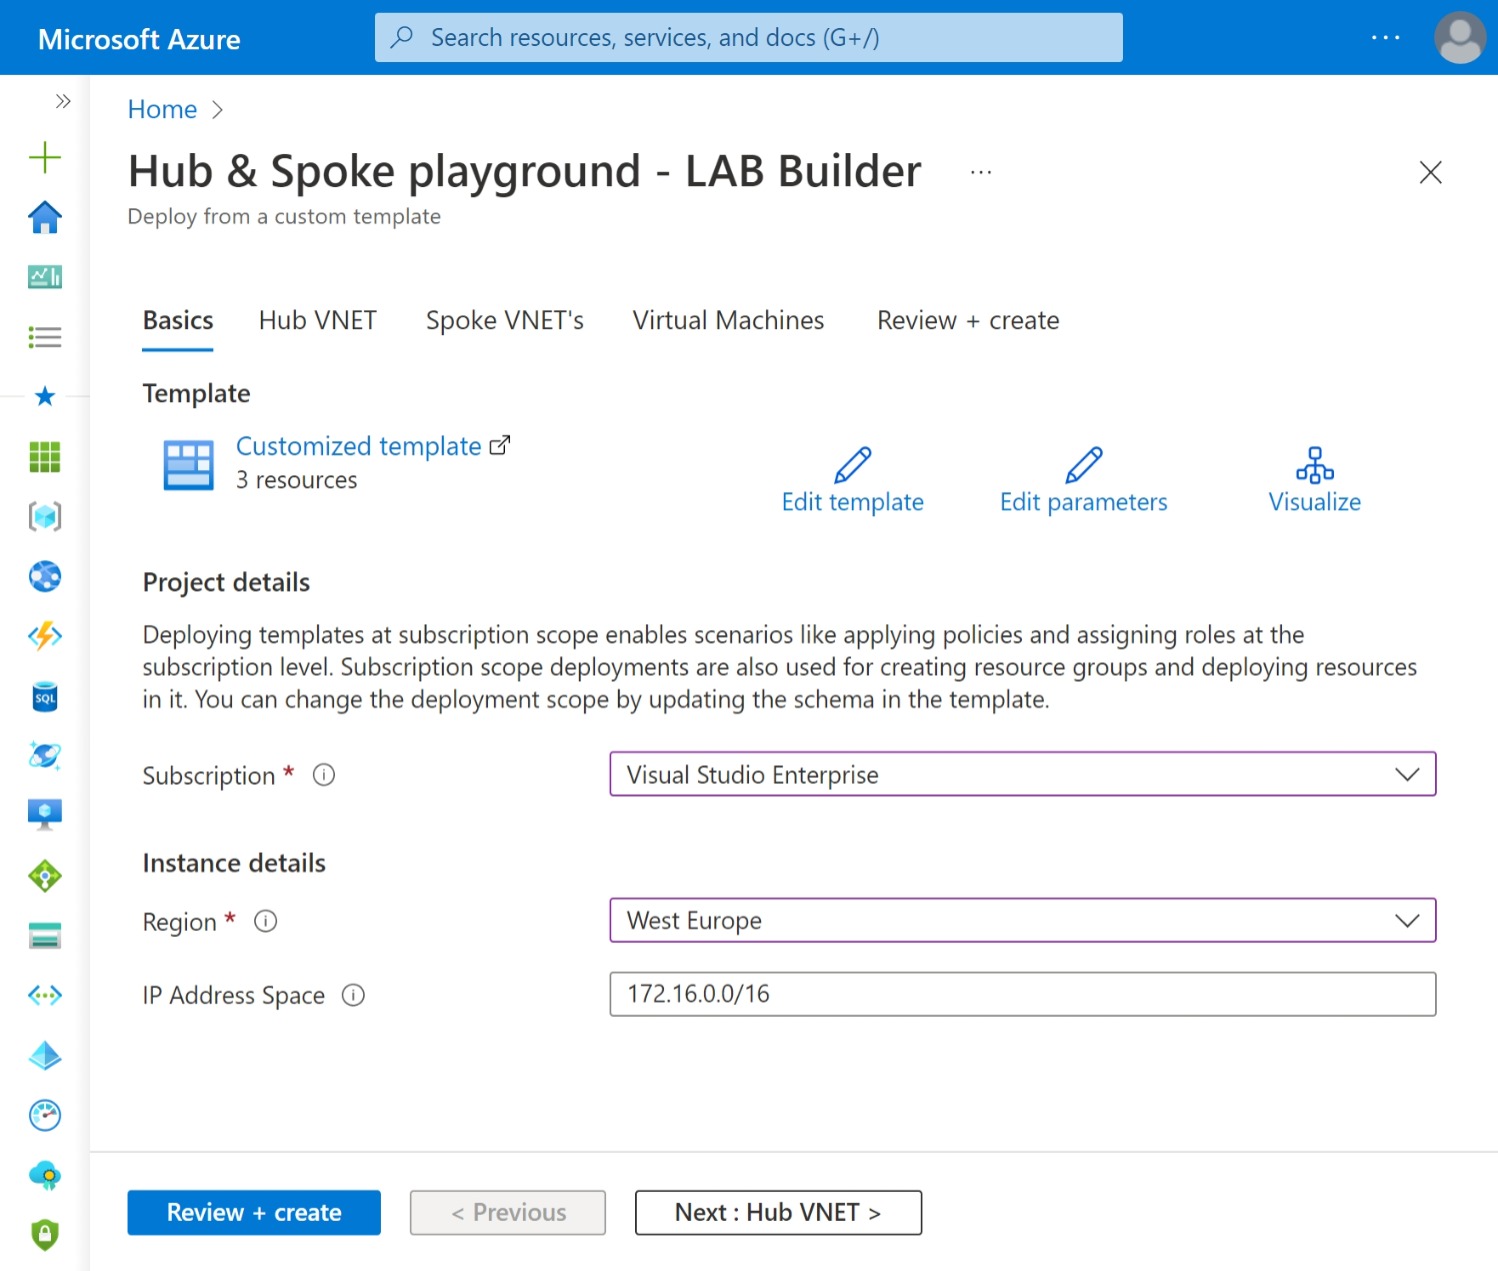 Microsoft Azure
Search resources, services, and docs (G+/)
Home
Hub & Spoke playground - LAB Builder
Deploy from a custom template
Basics
Hub VNET
Spoke VNET's
Virtual Machines
Review + create
Template
Customized template
3 resources
Edit template
Edit parameters
Visualize
Project details
Deploying templates at subscription scope enables scenarios like applying policies and assigning roles at the
subscription level. Subscription scope deployments are also used for creating resource groups and deploying resources
in it. You can change the deployment scope by updating the schema in the template.
Subscription *
Visual Studio Enterprise
Instance details
Region *
West Europe
IP Address Space
172.16.0.0/16
SQL
Review + create
< Previous
Next : Hub VNET >